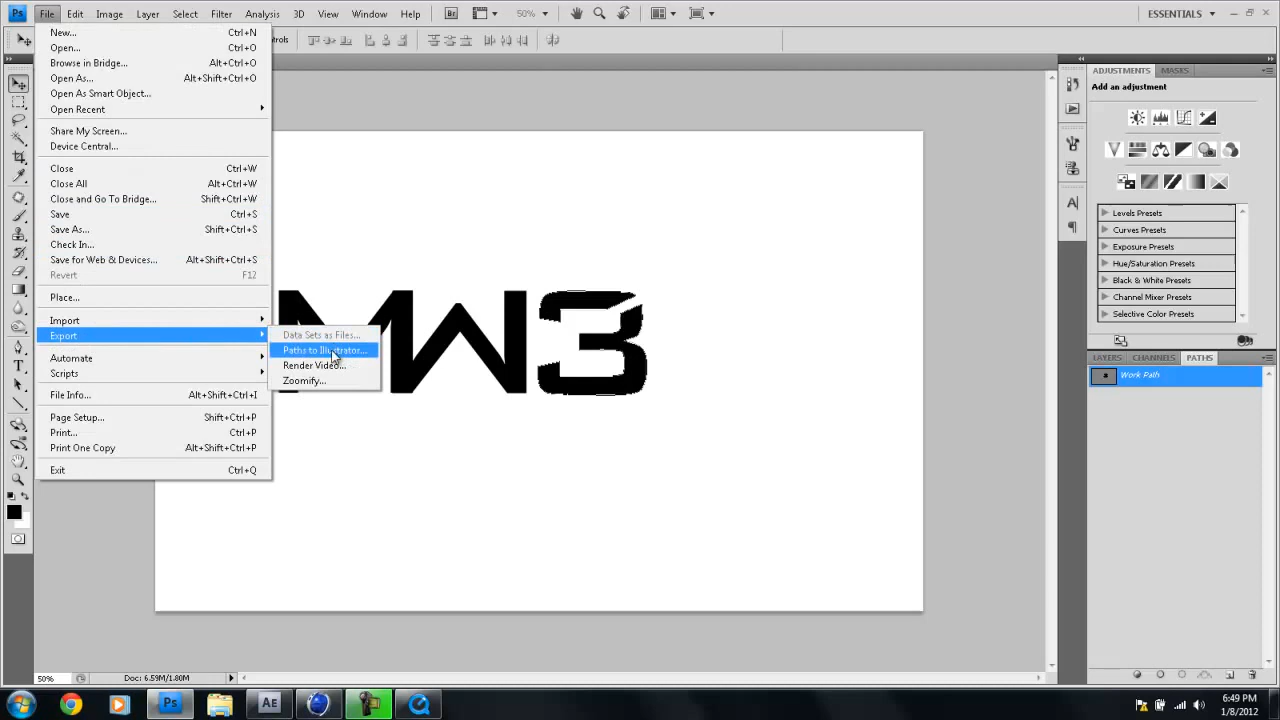 Ps File Edit Image Layer Select Filter Analysis 3D View Window Help Br 50% ESSENTIALS
New... Ctrl+N
Open... Ctrl+O
Browse in Bridge... Alt+Ctrl+O
Open As... Alt+Shift+Ctrl+O
Open As Smart Object...
Open Recent
Share My Screen...
Device Central...
Close Ctrl+W
Close All Alt+Ctrl+W
Close and Go To Bridge... Shift+Ctrl+W
Save Ctrl+S
Save As... Shift+Ctrl+S
Check In...
Save for Web & Devices... Alt+Shift+Ctrl+S
Revert F12
Place...
Import
Export
Automate
Scripts
File Info... Alt+Shift+Ctrl+I
Page Setup... Shift+Ctrl+P
Print... Ctrl+P
Print One Copy Alt+Shift+Ctrl+P
Exit Ctrl+Q
Data Sets as Files...
Paths to Illustrator...
Render Video...
Zoomify...
MW3
ADJUSTMENTS MASKS
Add an adjustment
Levels Presets
Curves Presets
Exposure Presets
Hue/Saturation Presets
Black & White Presets
Channel Mixer Presets
Selective Color Presets
LAYERS CHANNELS PATHS
Work Path
50% Doc: 6.59M/1.80M
Ps AE
6:49 PM
1/8/2012